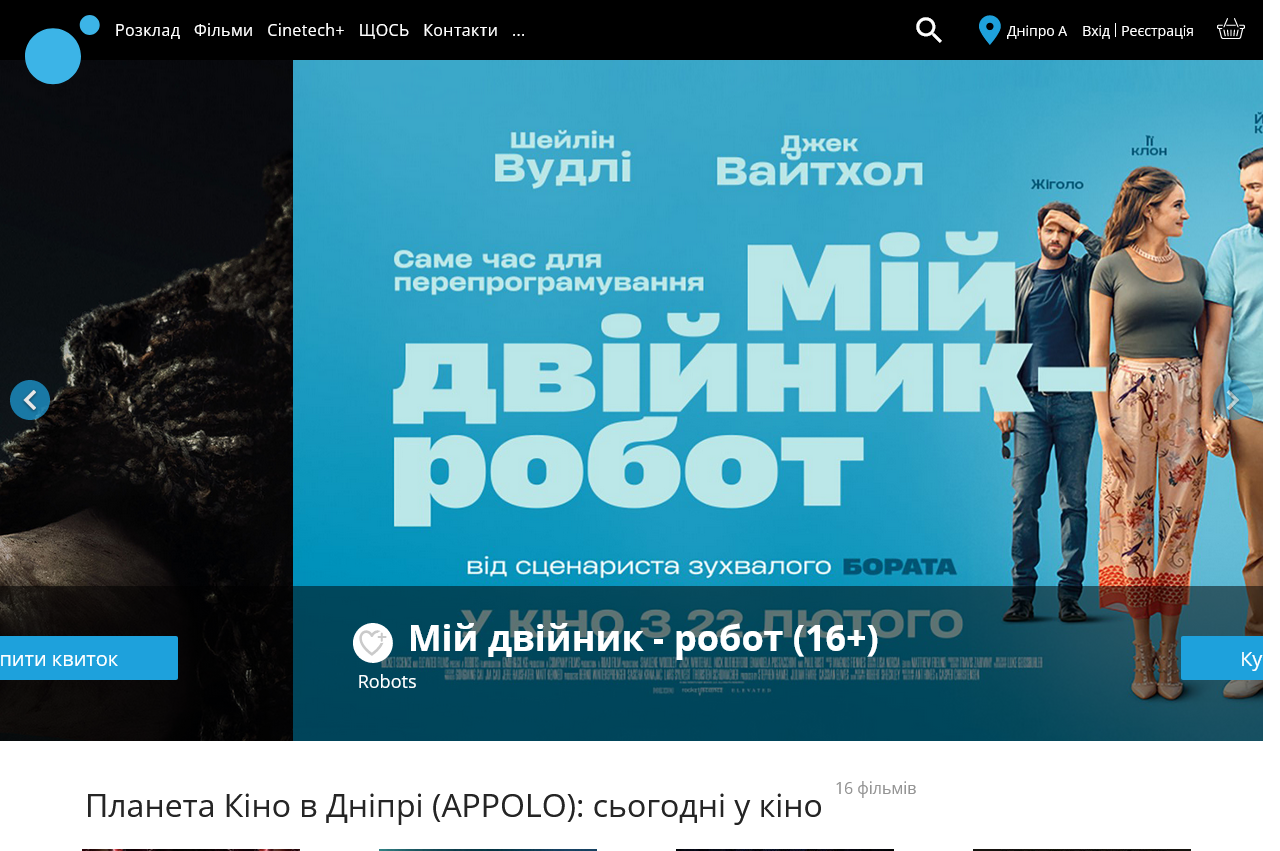 Розклад Фільми Cinetech+ ЩОСЬ Контакти ...
Дніпро А Вхід | Реєстрація
Шейлін
Вудлі
Джек
Вайтхол
Її
клон
Жіголо
Саме час для
перепрограмування
Мій
двійник-
робот
від сценариста зухвалого БОРАТА
У КІНО З 22 ЛЮТОГО
Мій двійник - робот (16+)
Robots
пити квиток
Ку
Планета Кіно в Дніпрі (APPOLO): сьогодні у кіно
16 фільмів